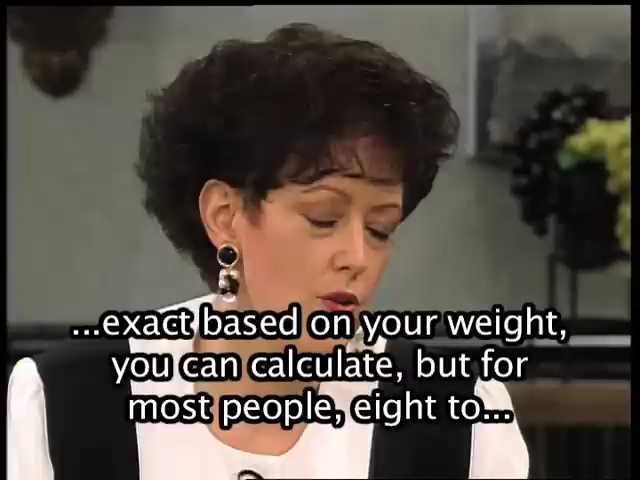 ...exact based on your weight,
you can calculate, but for
most people, eight to...